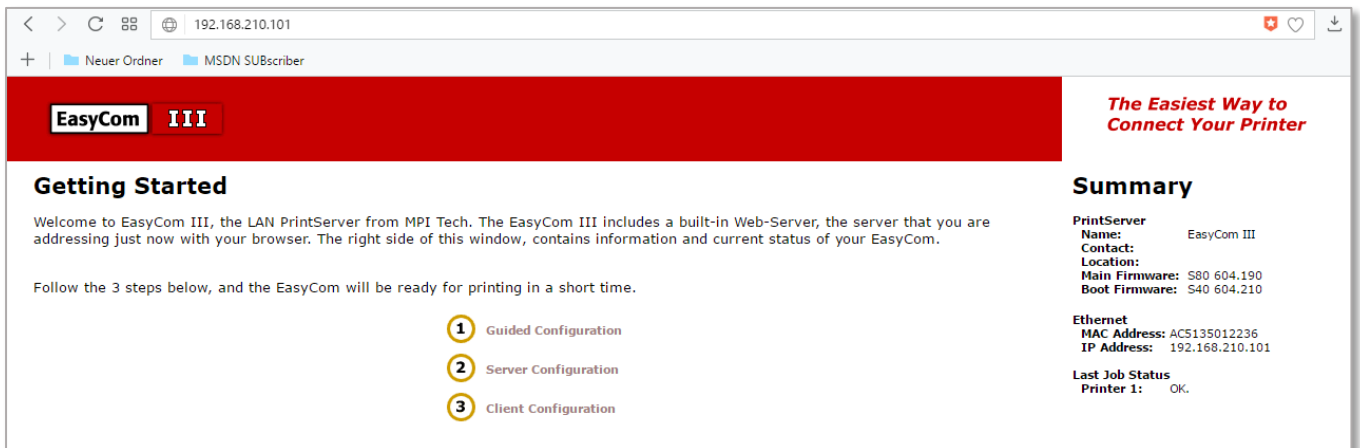 192.168.210.101
Neuer Ordner MSDN SUBscriber
EasyCom III
The Easiest Way to
Connect Your Printer
Getting Started
Welcome to EasyCom III, the LAN PrintServer from MPI Tech. The EasyCom III includes a built-in Web-Server, the server that you are
addressing just now with your browser. The right side of this window, contains information and current status of your EasyCom.
Follow the 3 steps below, and the EasyCom will be ready for printing in a short time.
1 Guided Configuration
2 Server Configuration
3 Client Configuration
Summary
PrintServer
Name: EasyCom III
Contact:
Location:
Main Firmware: S80 604.190
Boot Firmware: S40 604.210
Ethernet
MAC Address: AC5135012236
IP Address: 192.168.210.101
Last Job Status
Printer 1: OK.